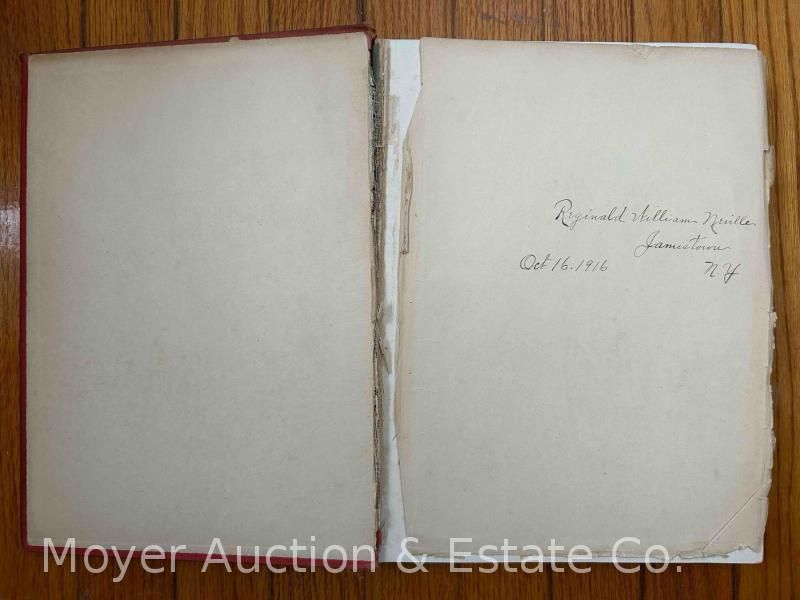 Reginald William Neville
Jamestown
Oct 16. 1916 N.Y
Moyer Auction & Estate Co.